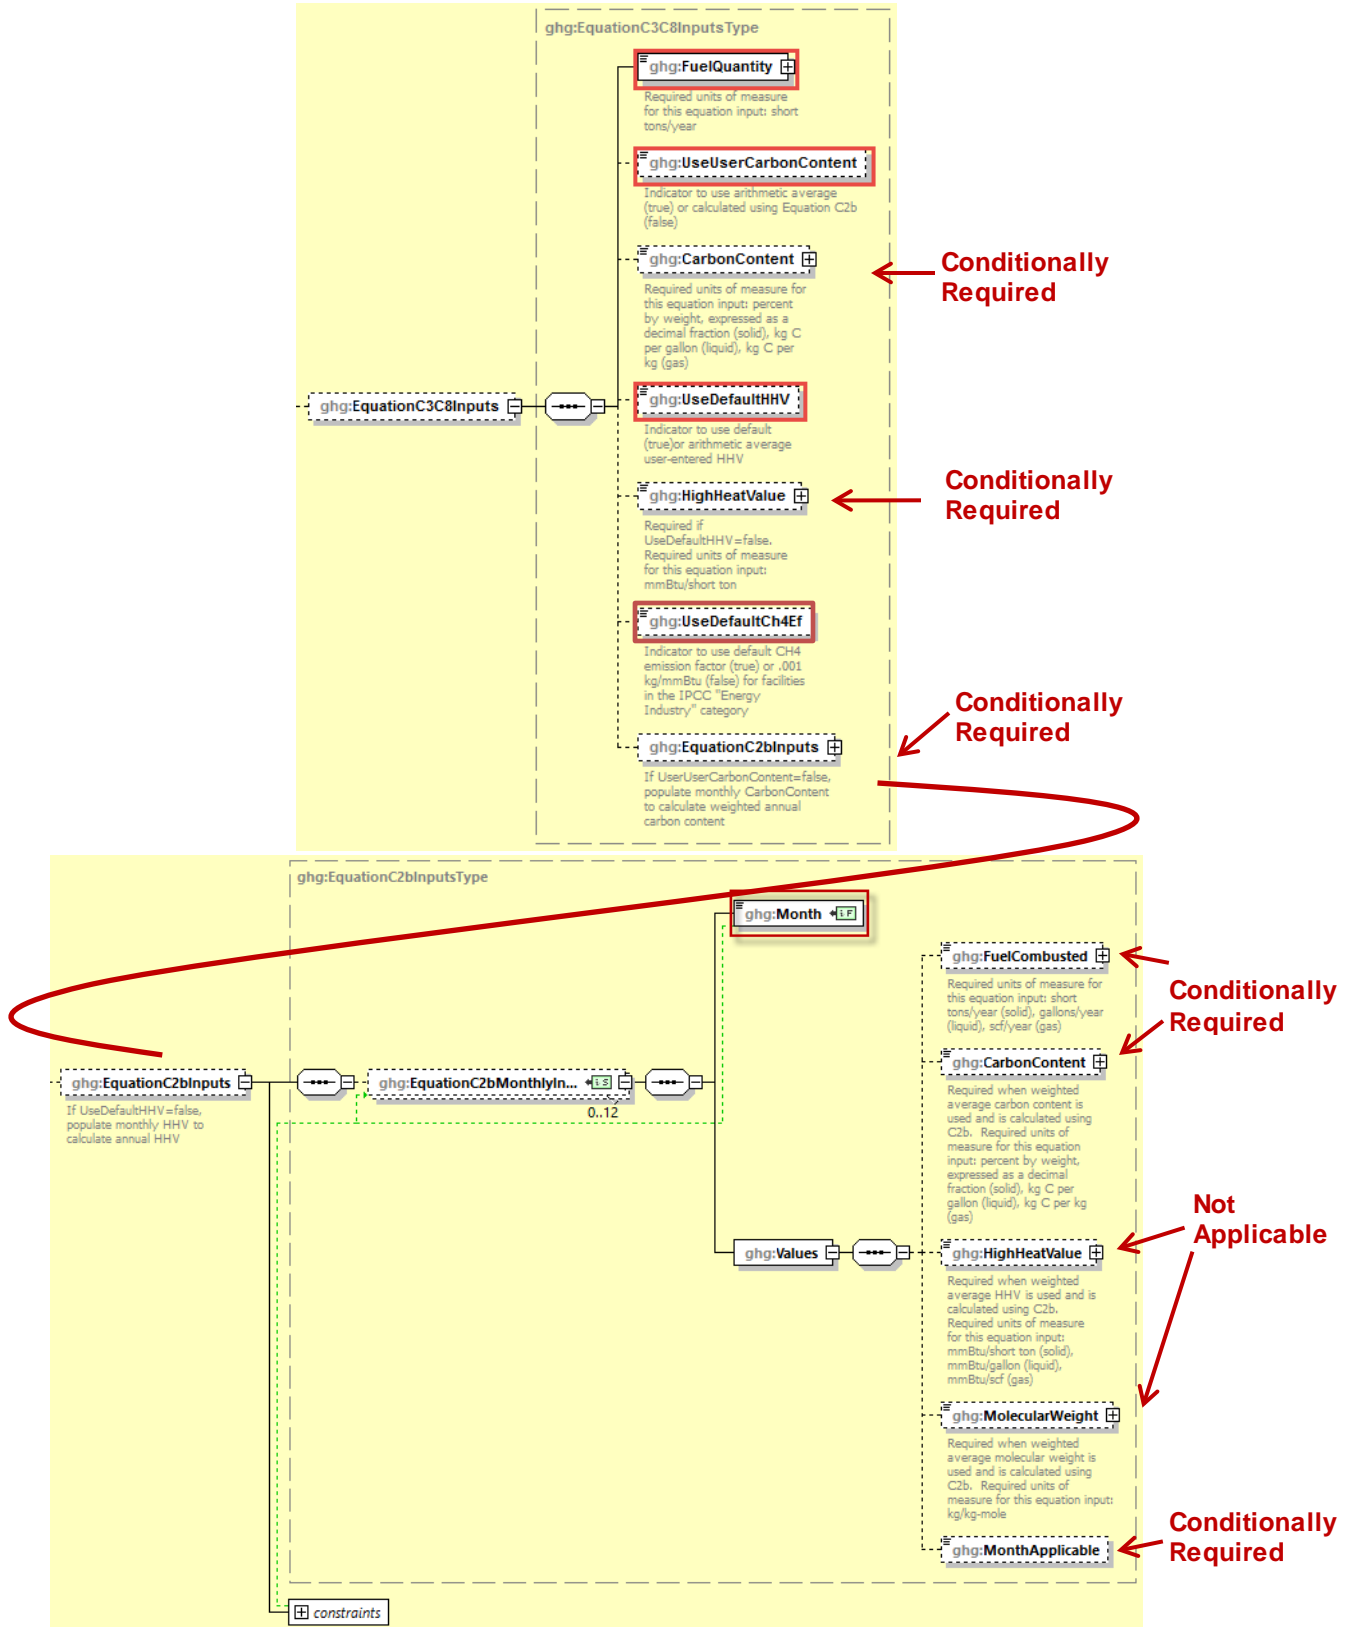 ghg:EquationC3C8InputsType
ghg:FuelQuantity
Required units of measure
for this equation input: short
tons/year
ghg:UseUserCarbonContent
Indicator to use arithmetic average
(true) or calculated using Equation C2b
(false)
ghg:CarbonContent
Required units of measure for
this equation input: percent
by weight, expressed as a
decimal fraction (solid), kg C
per gallon (liquid), kg C per
kg (gas)
Conditionally
Required
ghg:EquationC3C8Inputs
ghg:UseDefaultHHV
Indicator to use default
(true)or arithmetic average
user-entered HHV
ghg:HighHeatValue
Required if
UseDefaultHHV=false.
Required units of measure
for this equation input:
mmBtu/short ton
Conditionally
Required
ghg:UseDefaultCh4Ef
Indicator to use default CH4
emission factor (true) or .001
kg/mmBtu (false) for facilities
in the IPCC "Energy
Industry" category
ghg:EquationC2bInputs
If UserUserCarbonContent=false,
populate monthly CarbonContent
to calculate weighted annual
carbon content
Conditionally
Required
ghg:EquationC2bInputsType
ghg:Month
ghg:FuelCombusted
Required units of measure for
this equation input: short
tons/year (solid), gallons/year
(liquid), scf/year (gas)
Conditionally
Required
ghg:EquationC2bInputs
If UseDefaultHHV=false,
populate monthly HHV to
calculate annual HHV
ghg:EquationC2bMonthlyIn...
0..12
ghg:CarbonContent
Required when weighted
average carbon content is
used and is calculated using
C2b. Required units of
measure for this equation
input: percent by weight,
expressed as a decimal
fraction (solid), kg C per
gallon (liquid), kg C per kg
(gas)
Not
Applicable
ghg:Values
ghg:HighHeatValue
Required when weighted
average HHV is used and is
calculated using C2b.
Required units of measure
for this equation input:
mmBtu/short ton (solid),
mmBtu/gallon (liquid),
mmBtu/scf (gas)
ghg:MolecularWeight
Required when weighted
average molecular weight is
used and is calculated using
C2b. Required units of
measure for this equation input:
kg/kg-mole
ghg:MonthApplicable
Conditionally
Required
constraints